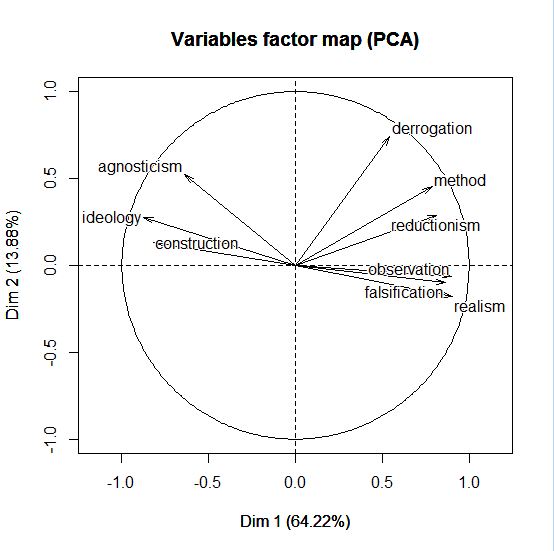 Variables factor map (PCA)
derrogation
agnosticism
method
ideology
reductionism
construction
observation
falsification
realism
1.0
0.5
0.0
-0.5
-1.0
Dim 2 (13.88%)
-1.0
-0.5
0.0
0.5
1.0
Dim 1 (64.22%)